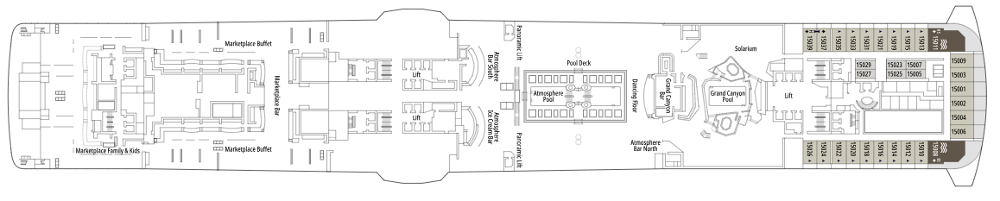 Marketplace Buffet
Marketplace Bar
Marketplace Family & Kids
Marketplace Buffet
Lift
Lift
Atmosphere
Bar South
Atmosphere
Ice Cream Bar
Panoramic Lift
Panoramic Lift
Pool Deck
Atmosphere
Pool
Dancing Floor
Grand Canyon
Bar
Atmosphere
Bar North
Solarium
Grand Canyon
Pool
Lift
15039
15037
15035
15033
15031
15021
15019
15017
15015
15013
15011
15029
15027
15023
15025
15007
15005
15009
15003
15001
15002
15004
15006
15026
15024
15022
15020
15018
15016
15014
15012
15010
15008